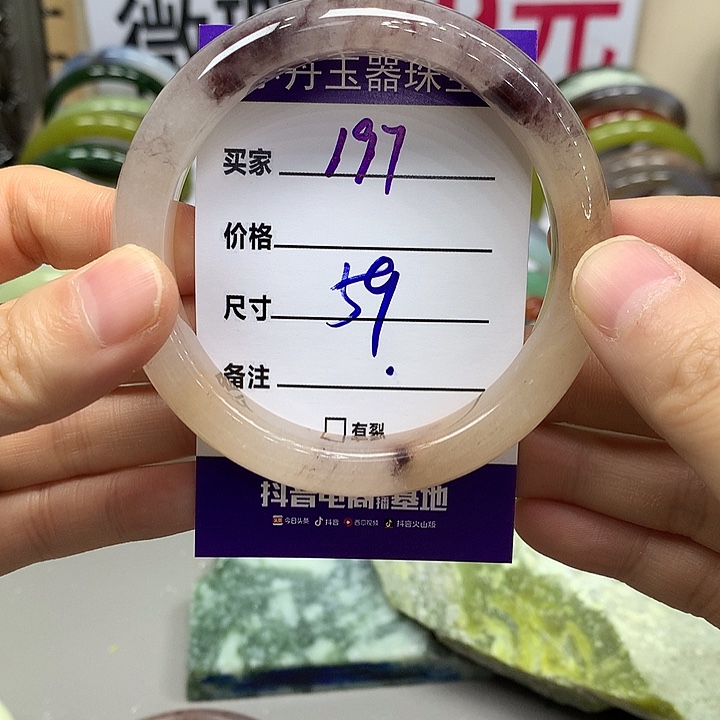 丹玉器珠宝
买家 197
价格
尺寸 59.
备注
□ 有裂
抖音电商直播基地
今日头条 抖音 西瓜视频 抖音火山版